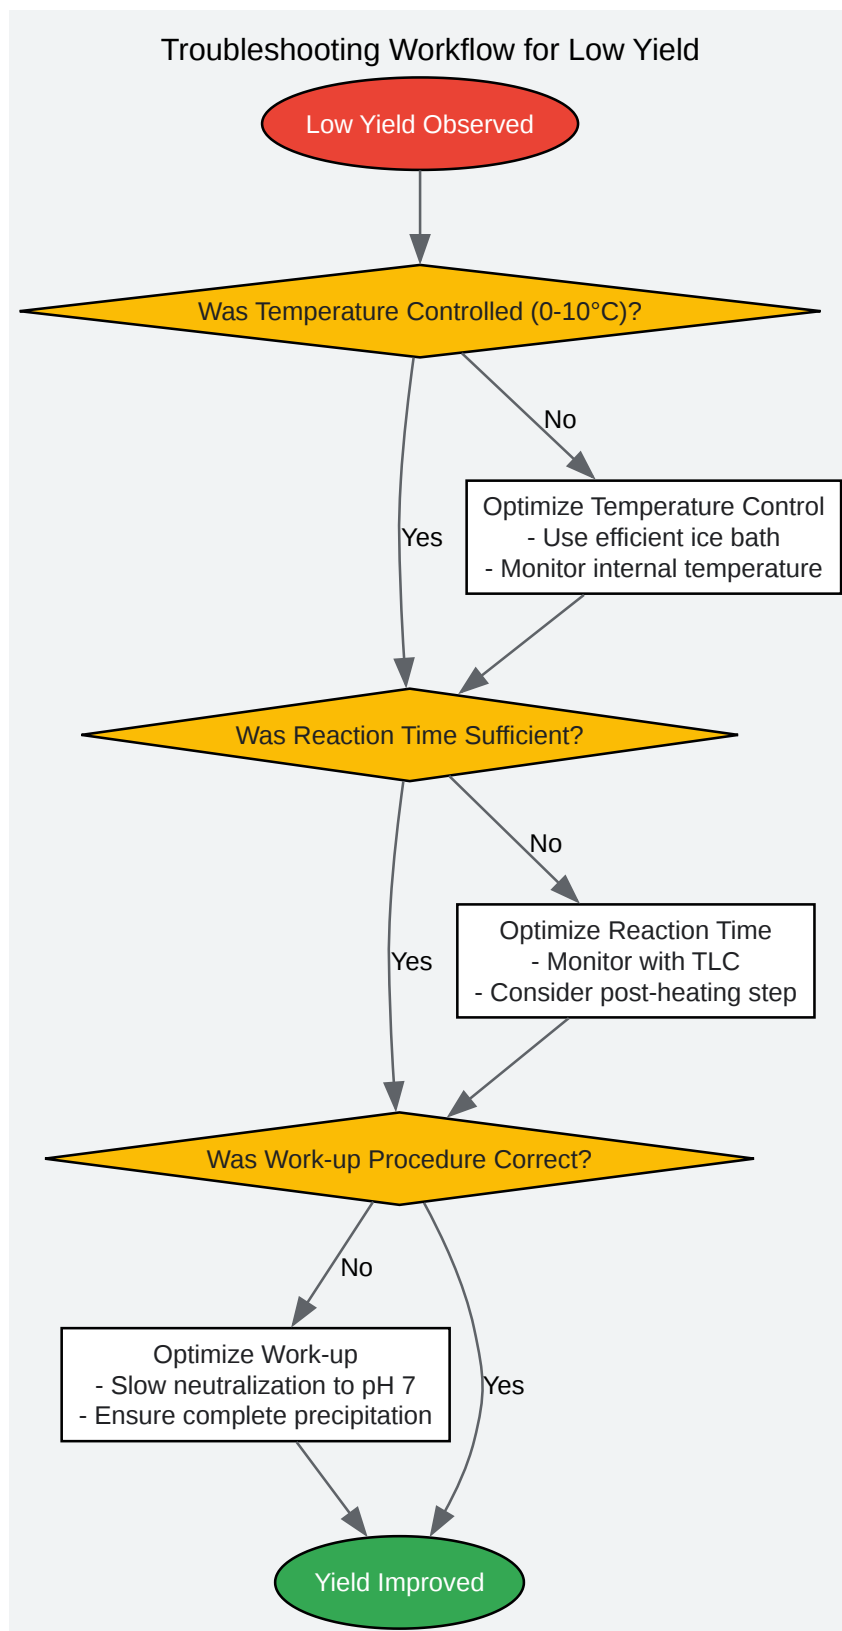 Troubleshooting Workflow for Low Yield
Low Yield Observed
Was Temperature Controlled (0-10°C)?
No
Optimize Temperature Control
- Use efficient ice bath
- Monitor internal temperature
Yes
Was Reaction Time Sufficient?
No
Optimize Reaction Time
- Monitor with TLC
- Consider post-heating step
Yes
Was Work-up Procedure Correct?
No
Optimize Work-up
- Slow neutralization to pH 7
- Ensure complete precipitation
Yes
Yield Improved